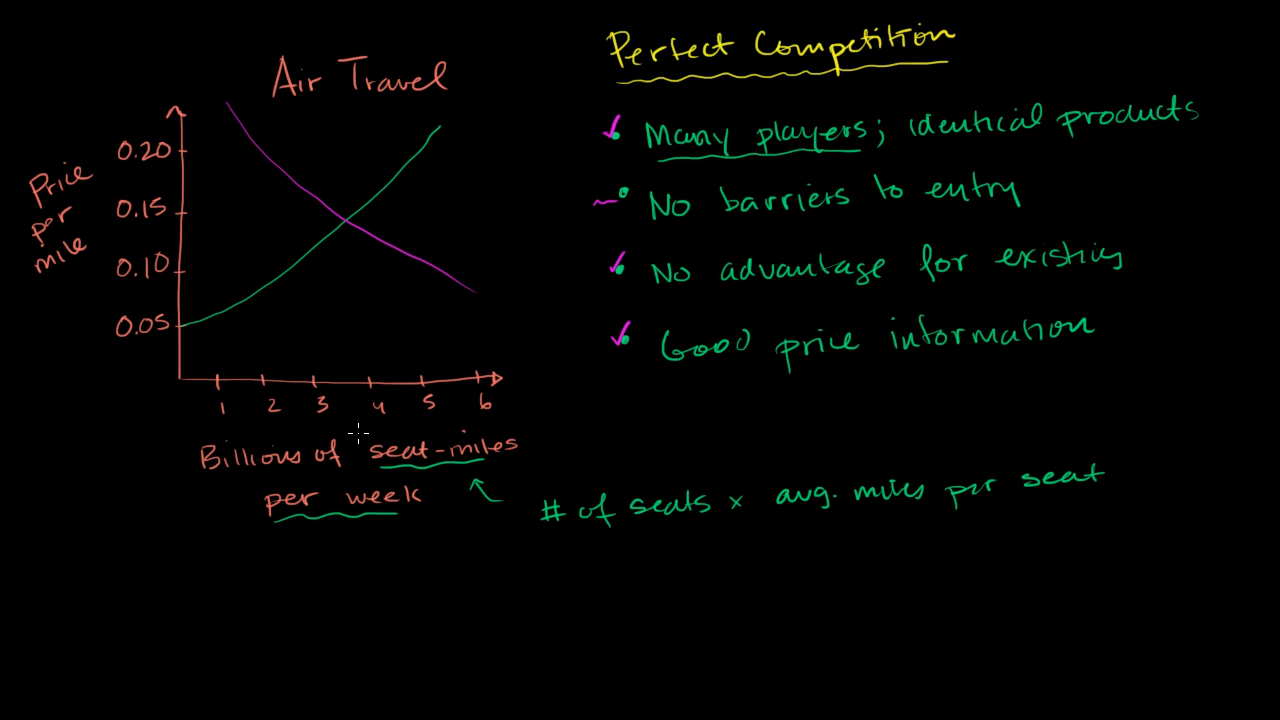 Air Travel
Price
per
mile
0.20
0.15
0.10
0.05
1 2 3 4 5 6
Billions of seat-miles
per week
Perfect Competition
Many players; identical products
No barriers to entry
No advantage for existing
Good price information
# of seats x avg. miles per seat